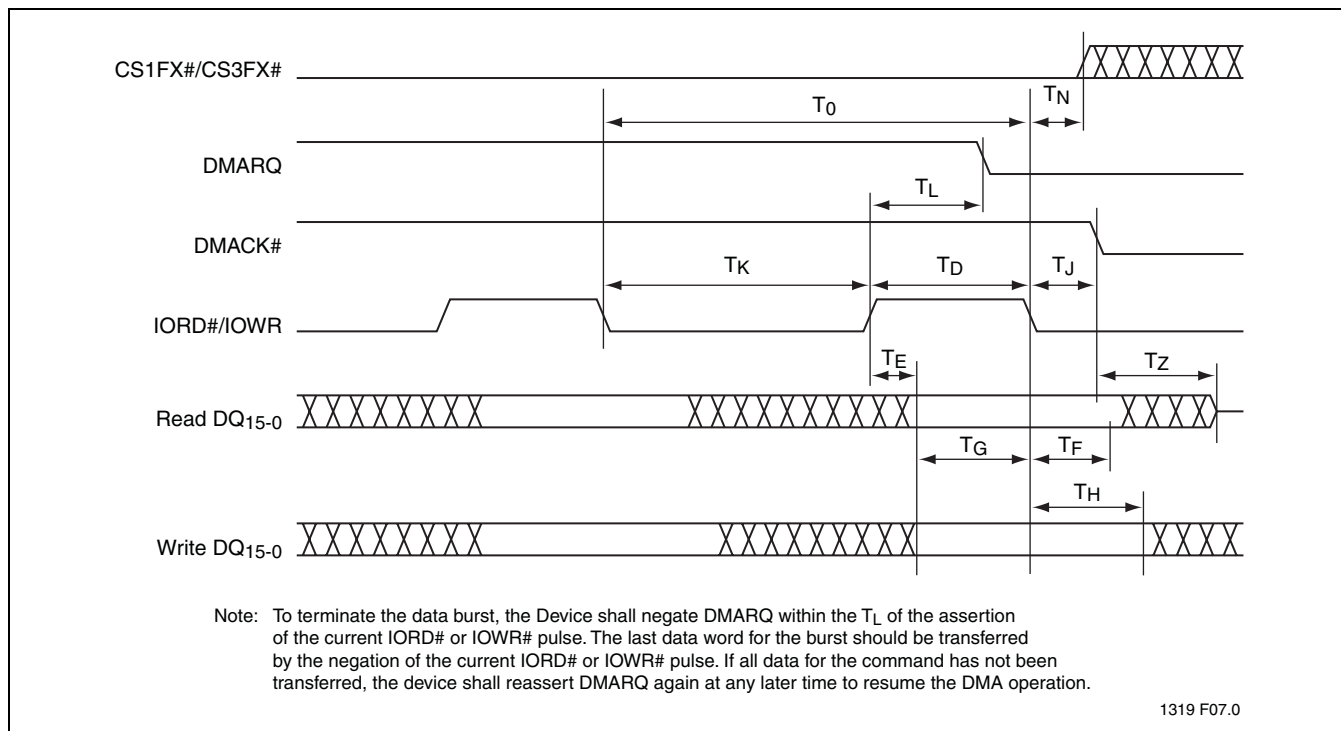 CS1FX#/CS3FX#
TN
T0
DMARQ
TL
DMACK#
TK
TD
TJ
IORD#/IOWR
TE
TZ
Read DQ15-0
TG
TF
TH
Write DQ15-0
Note: To terminate the data burst, the Device shall negate DMARQ within the TL of the assertion
of the current IORD# or IOWR# pulse. The last data word for the burst should be transferred
by the negation of the current IORD# or IOWR# pulse. If all data for the command has not been
transferred, the device shall reassert DMARQ again at any later time to resume the DMA operation.
1319 F07.0